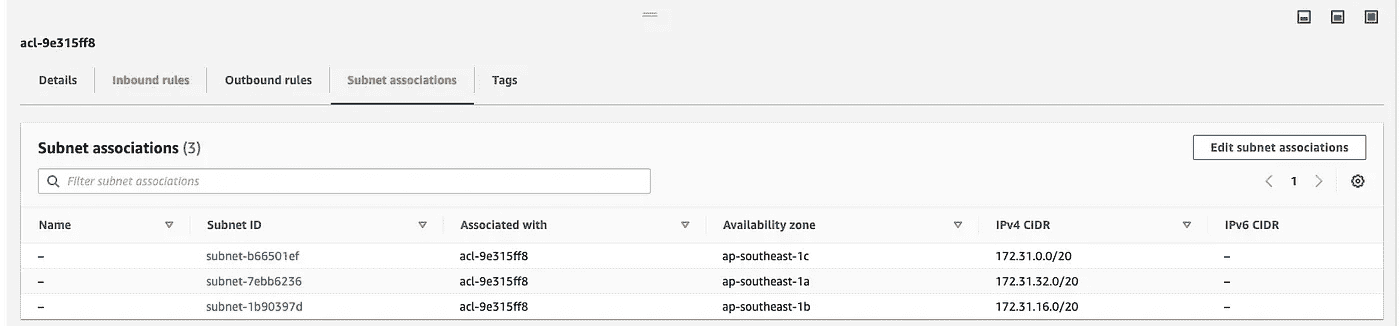 acl-9e315ff8
Details Inbound rules Outbound rules Subnet associations Tags
Subnet associations (3) Edit subnet associations
Filter subnet associations 1
Name Subnet ID Associated with Availability zone IPv4 CIDR IPv6 CIDR
– subnet-b66501ef acl-9e315ff8 ap-southeast-1c 172.31.0.0/20 –
– subnet-7ebb6236 acl-9e315ff8 ap-southeast-1a 172.31.32.0/20 –
– subnet-1b90397d acl-9e315ff8 ap-southeast-1b 172.31.16.0/20 –